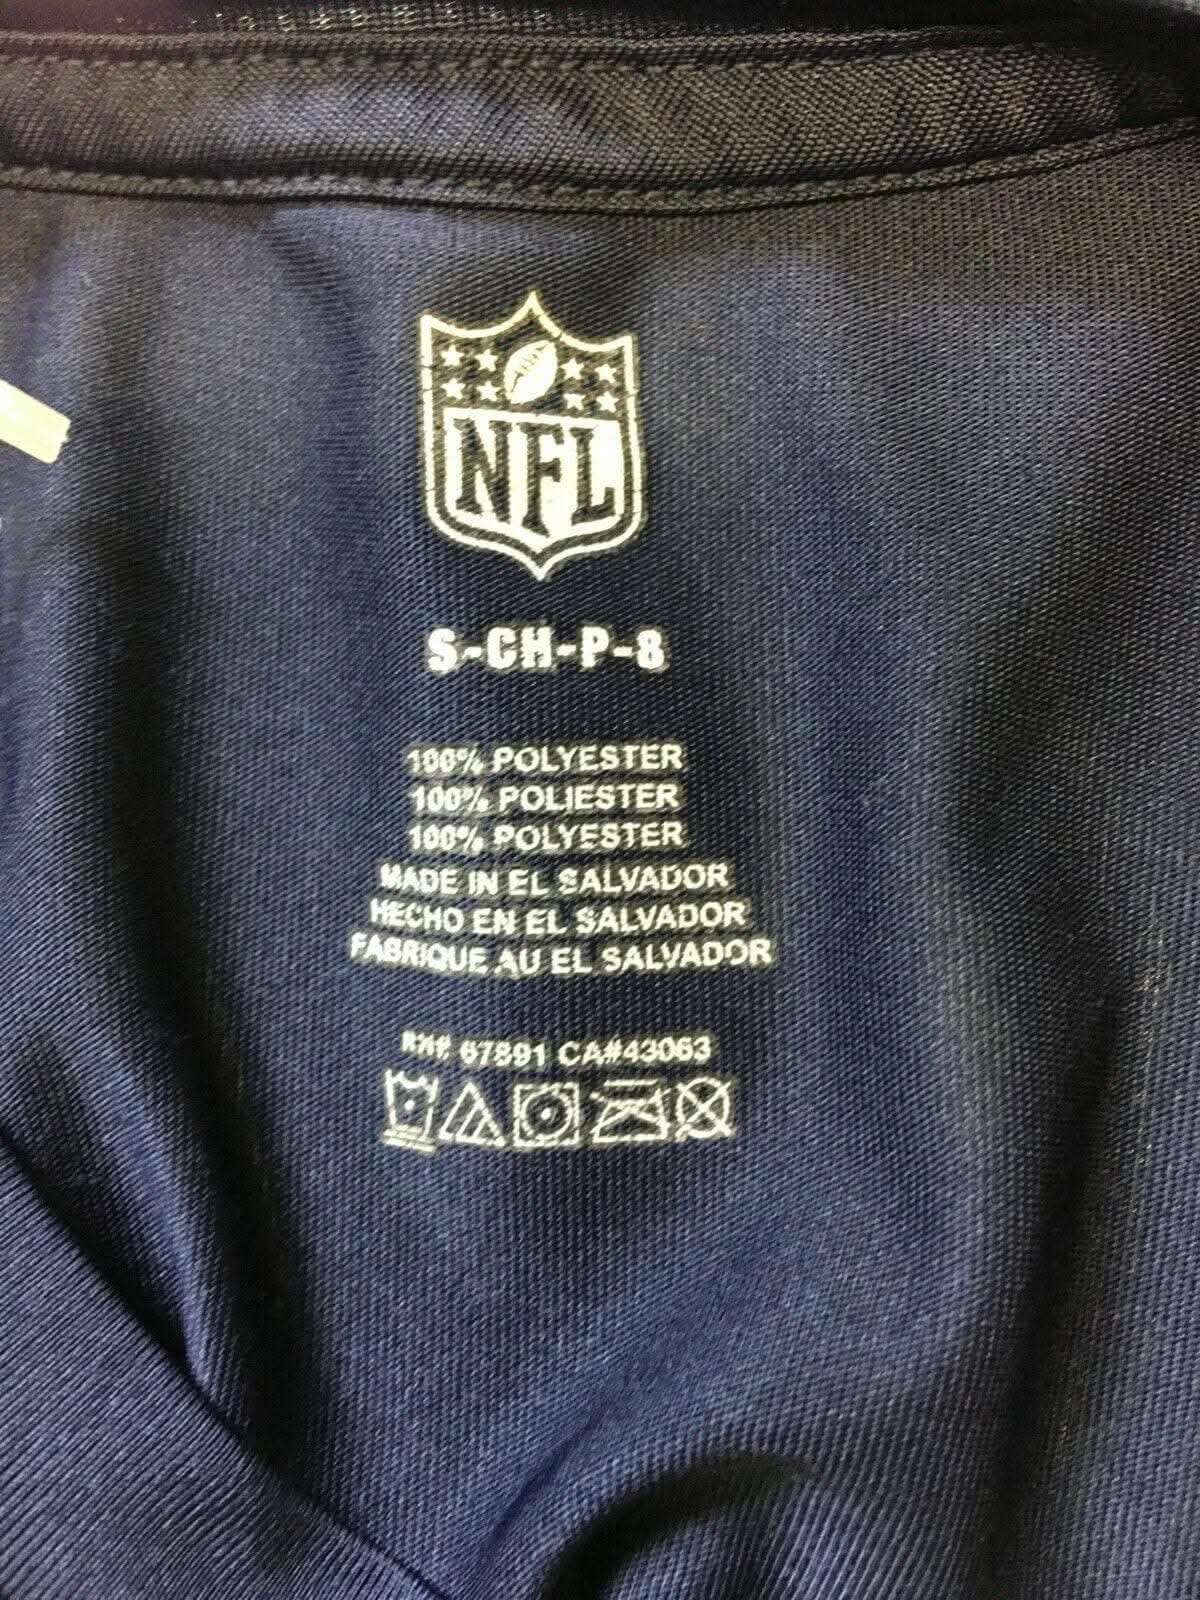 NFL
S-CH-P-8
100% POLYESTER
100% POLIESTER
100% POLYESTER
MADE IN EL SALVADOR
HECHO EN EL SALVADOR
FABRIQUE AU EL SALVADOR
RN# 67891 CA#43063